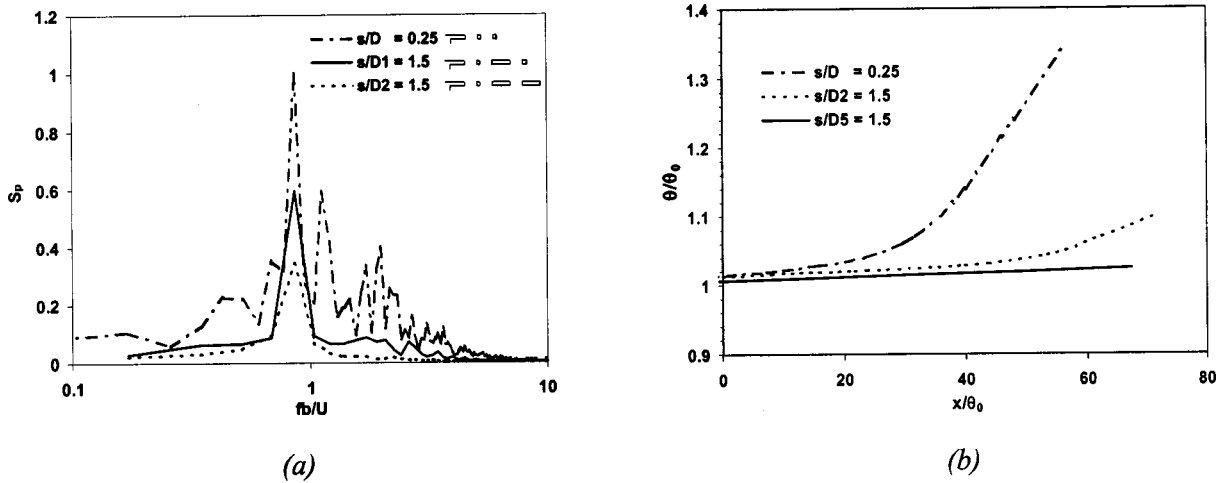 1.2
1
0.8
0.6
0.4
0.2
0
Sp
s/D = 0.25
s/D1 = 1.5
s/D2 = 1.5
0.1
1
10
fb/U
(a)
1.4
1.3
1.2
1.1
1
0.9
θ/θ0
s/D = 0.25
s/D2 = 1.5
s/D5 = 1.5
0
20
40
60
80
x/θ0
(b)